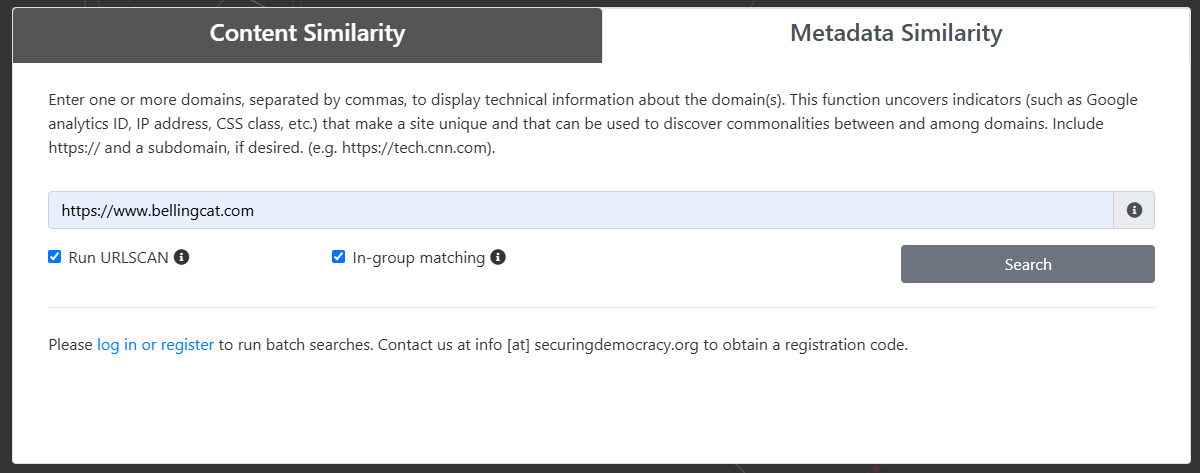 Content Similarity
Metadata Similarity
Enter one or more domains, separated by commas, to display technical information about the domain(s). This function uncovers indicators (such as Google
analytics ID, IP address, CSS class, etc.) that make a site unique and that can be used to discover commonalities between and among domains. Include
https:// and a subdomain, if desired. (e.g. https://tech.cnn.com).
https://www.bellingcat.com
Run URLSCAN
In-group matching
Search
Please log in or register to run batch searches. Contact us at info [at] securingdemocracy.org to obtain a registration code.